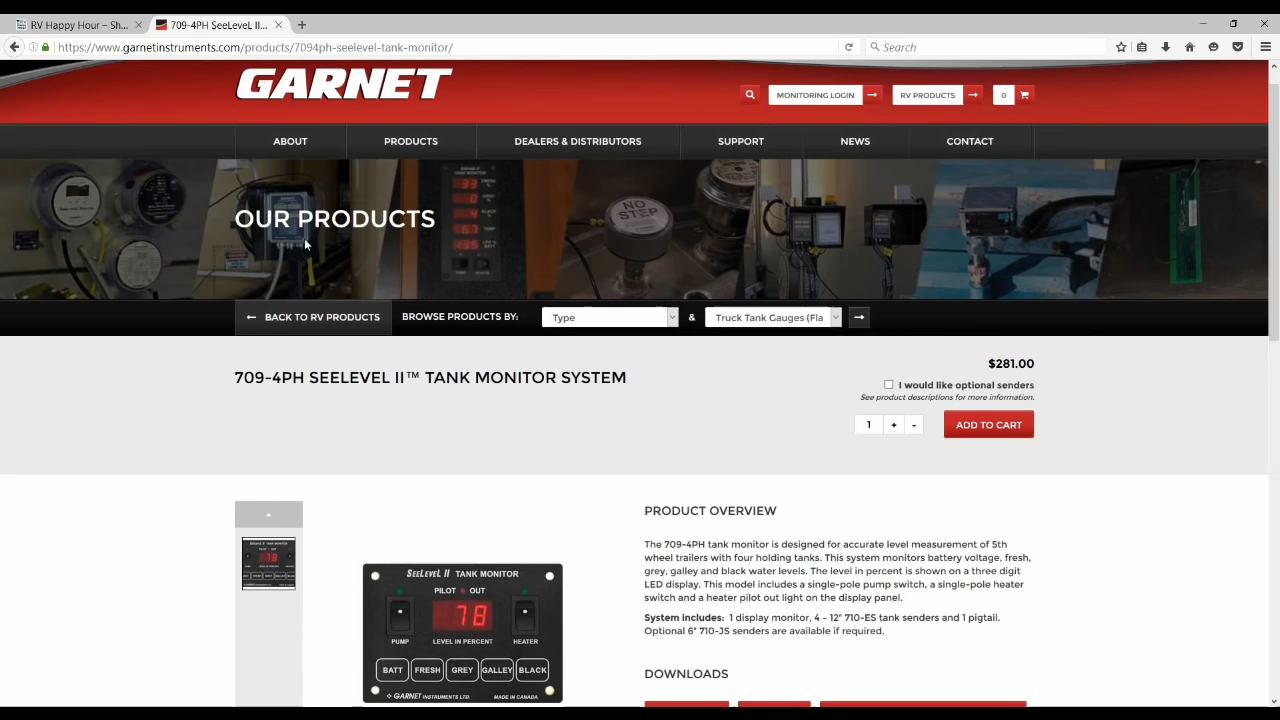 RV Happy Hour – Sh...
709-4PH SeeLeveL II...
https://www.garnetinstruments.com/products/7094ph-seelevel-tank-monitor/
Search
GARNET
MONITORING LOGIN
RV PRODUCTS
0
ABOUT
PRODUCTS
DEALERS & DISTRIBUTORS
SUPPORT
NEWS
CONTACT
OUR PRODUCTS
NO
STEP
BACK TO RV PRODUCTS
BROWSE PRODUCTS BY:
Type
&
Truck Tank Gauges (Fla
709-4PH SEELEVEL II™ TANK MONITOR SYSTEM
$281.00
I would like optional senders
See product descriptions for more information.
1 + -
ADD TO CART
PRODUCT OVERVIEW
The 709-4PH tank monitor is designed for accurate level measurement of 5th
wheel trailers with four holding tanks. This system monitors battery voltage, fresh,
grey, galley and black water levels. The level in percent is shown on a three digit
LED display. This model includes a single-pole pump switch, a single-pole heater
switch and a heater pilot out light on the display panel.
System includes: 1 display monitor, 4 – 12" 710-ES tank senders and 1 pigtail.
Optional 6" 710-JS senders are available if required.
DOWNLOADS
SEELEVEL II TANK MONITOR
PILOT OUT
78
PUMP
LEVEL IN PERCENT
HEATER
BATT FRESH GREY GALLEY BLACK
GARNET INSTRUMENTS LTD.
MADE IN CANADA